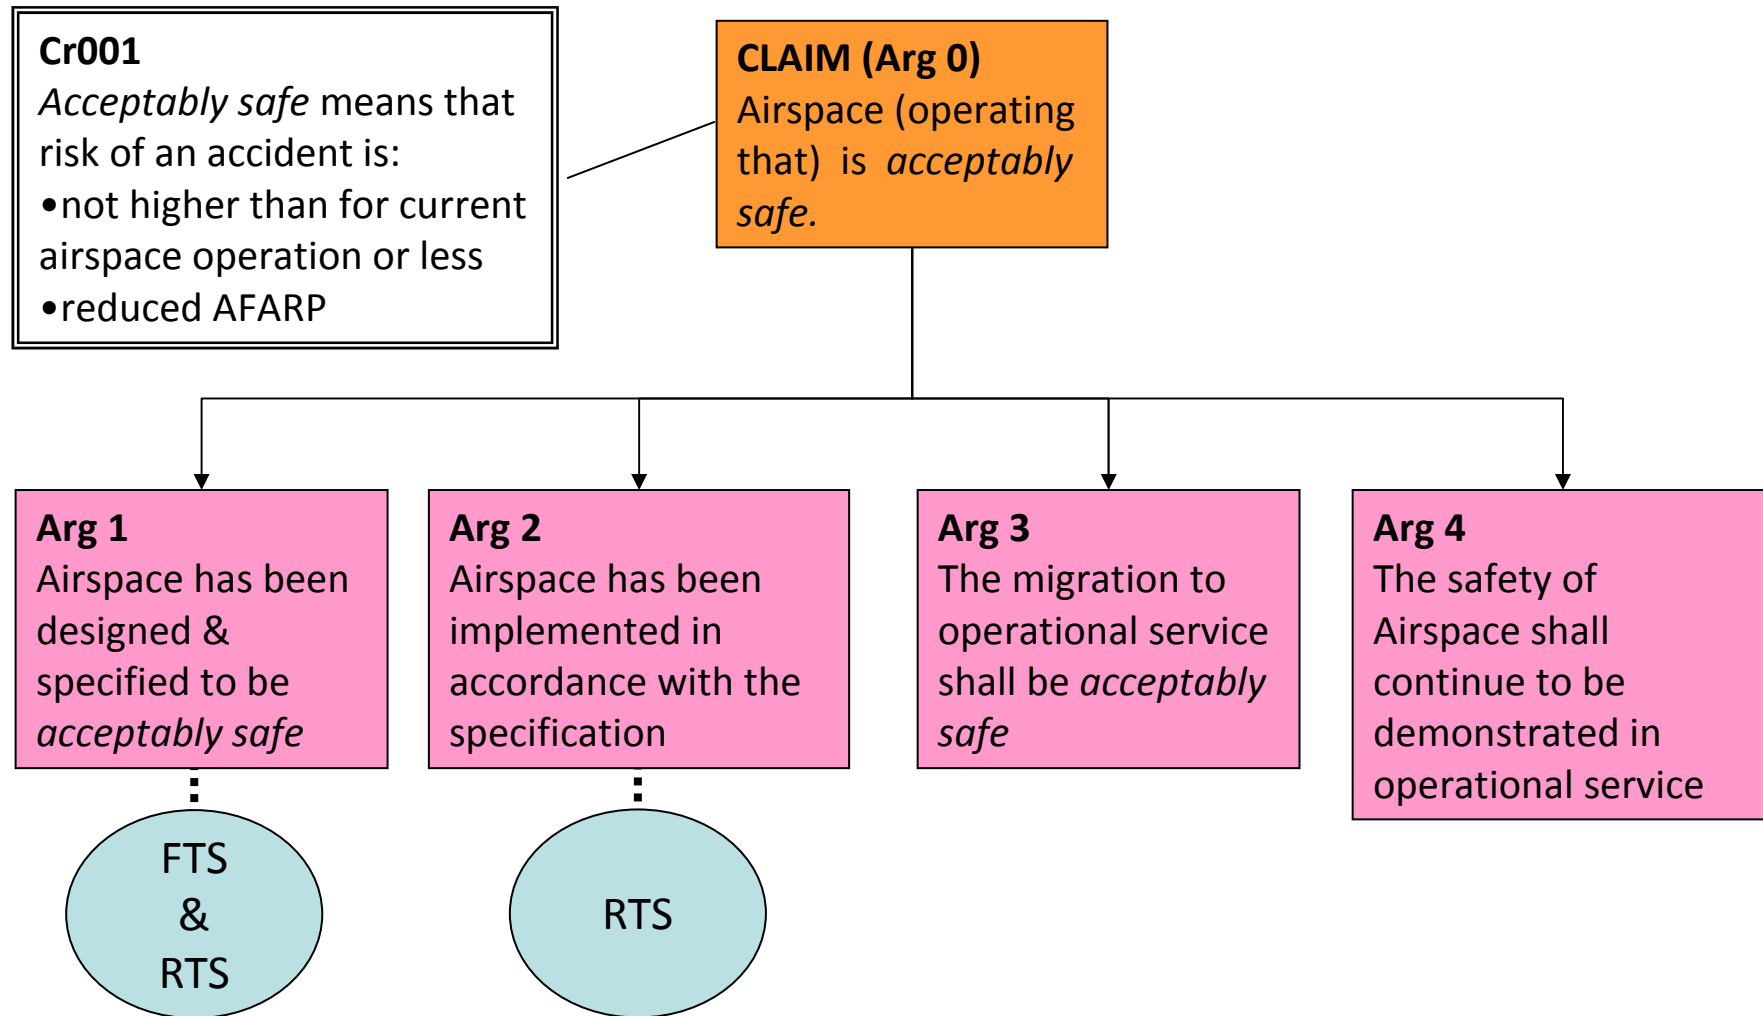 Cr001
Acceptably safe means that
risk of an accident is:
•not higher than for current
airspace operation or less
•reduced AFARP
CLAIM (Arg 0)
Airspace (operating
that) is acceptably
safe.
Arg 1
Airspace has been
designed &
specified to be
acceptably safe
Arg 2
Airspace has been
implemented in
accordance with the
specification
Arg 3
The migration to
operational service
shall be acceptably
safe
Arg 4
The safety of
Airspace shall
continue to be
demonstrated in
operational service
FTS
&
RTS
RTS